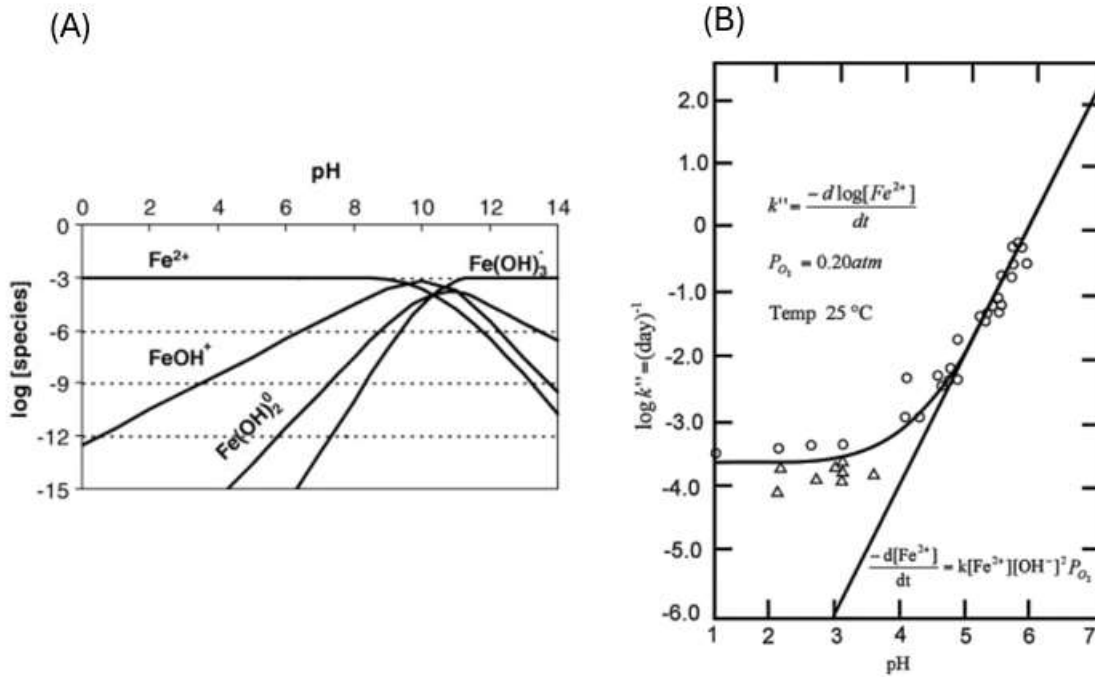 (A)
pH
0 2 4 6 8 10 12 14
0
-3
-6
-9
-12
-15
log [species]
Fe²⁺
Fe(OH)₃⁻
FeOH⁺
Fe(OH)₂⁰
(B)
2.0
1.0
0
-1.0
-2.0
-3.0
-4.0
-5.0
-6.0
log k''=(day)⁻¹
k'' = -d log[Fe²⁺] / dt
P_O₂ = 0.20atm
Temp 25 °C
-d[Fe²⁺] / dt = k[Fe²⁺][OH⁻]²P_O₂
1 2 3 4 5 6 7
pH